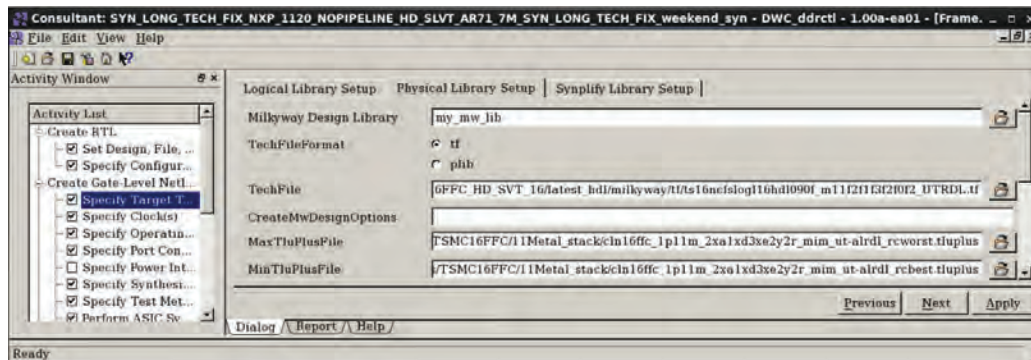 Consultant: SYN_LONG_TECH_FIX_NXP_1120_NOPIPELINE_HD_SLVT_AR71_7M_SYN_LONG_TECH_FIX_weekend_syn - DWC_ddrctl - 1.00a-ea01 - [Frame.
File Edit View Help
Activity Window
Logical Library Setup Physical Library Setup Synplify Library Setup
Activity List
Create RTL
Set Design, File, ...
Specify Configur...
Create Gate-Level Netl...
Specify Target T...
Specify Clock(s)
Specify Operatin...
Specify Port Con...
Specify Power Int...
Specify Synthesi...
Specify Test Met...
Perform ASIC Sy
Milkyway Design Library my_mw_lib
TechFileFormat tf
plib
TechFile 6FFC_HD_SVT_16/latest_hdl/milkyway/tf/ts16ncfslogl16hdl090f_m11f2f1f3f2f0f2_UTRDL.tf
CreateMwDesignOptions
MaxTluPlusFile TSMC16FFC/11Metal_stack/cln16ffc_1p11m_2xa1xd3xe2y2r_mim_ut-alrdl_rcworst.tluplus
MinTluPlusFile /TSMC16FFC/11Metal_stack/cln16ffc_1p11m_2xa1xd3xe2y2r_mim_ut-alrdl_rcbest.tluplus
Previous Next Apply
Dialog Report Help
Ready